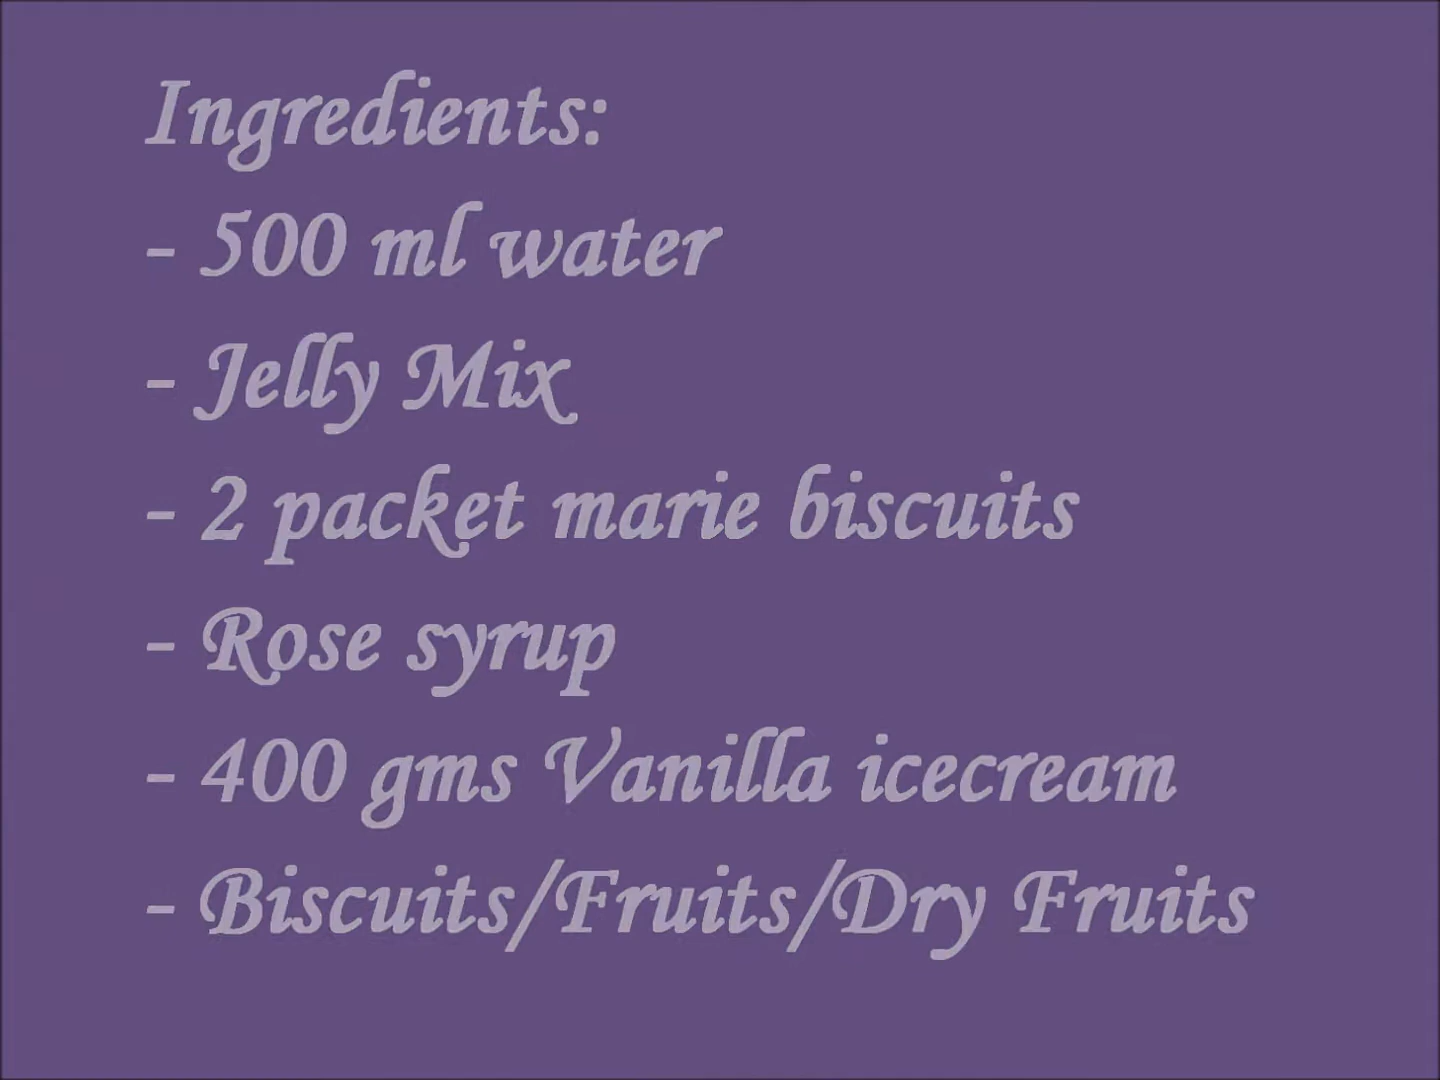 Ingredients:
- 500 ml water
- Jelly Mix
- 2 packet marie biscuits
- Rose syrup
- 400 gms Vanilla icecream
- Biscuits/Fruits/Dry Fruits